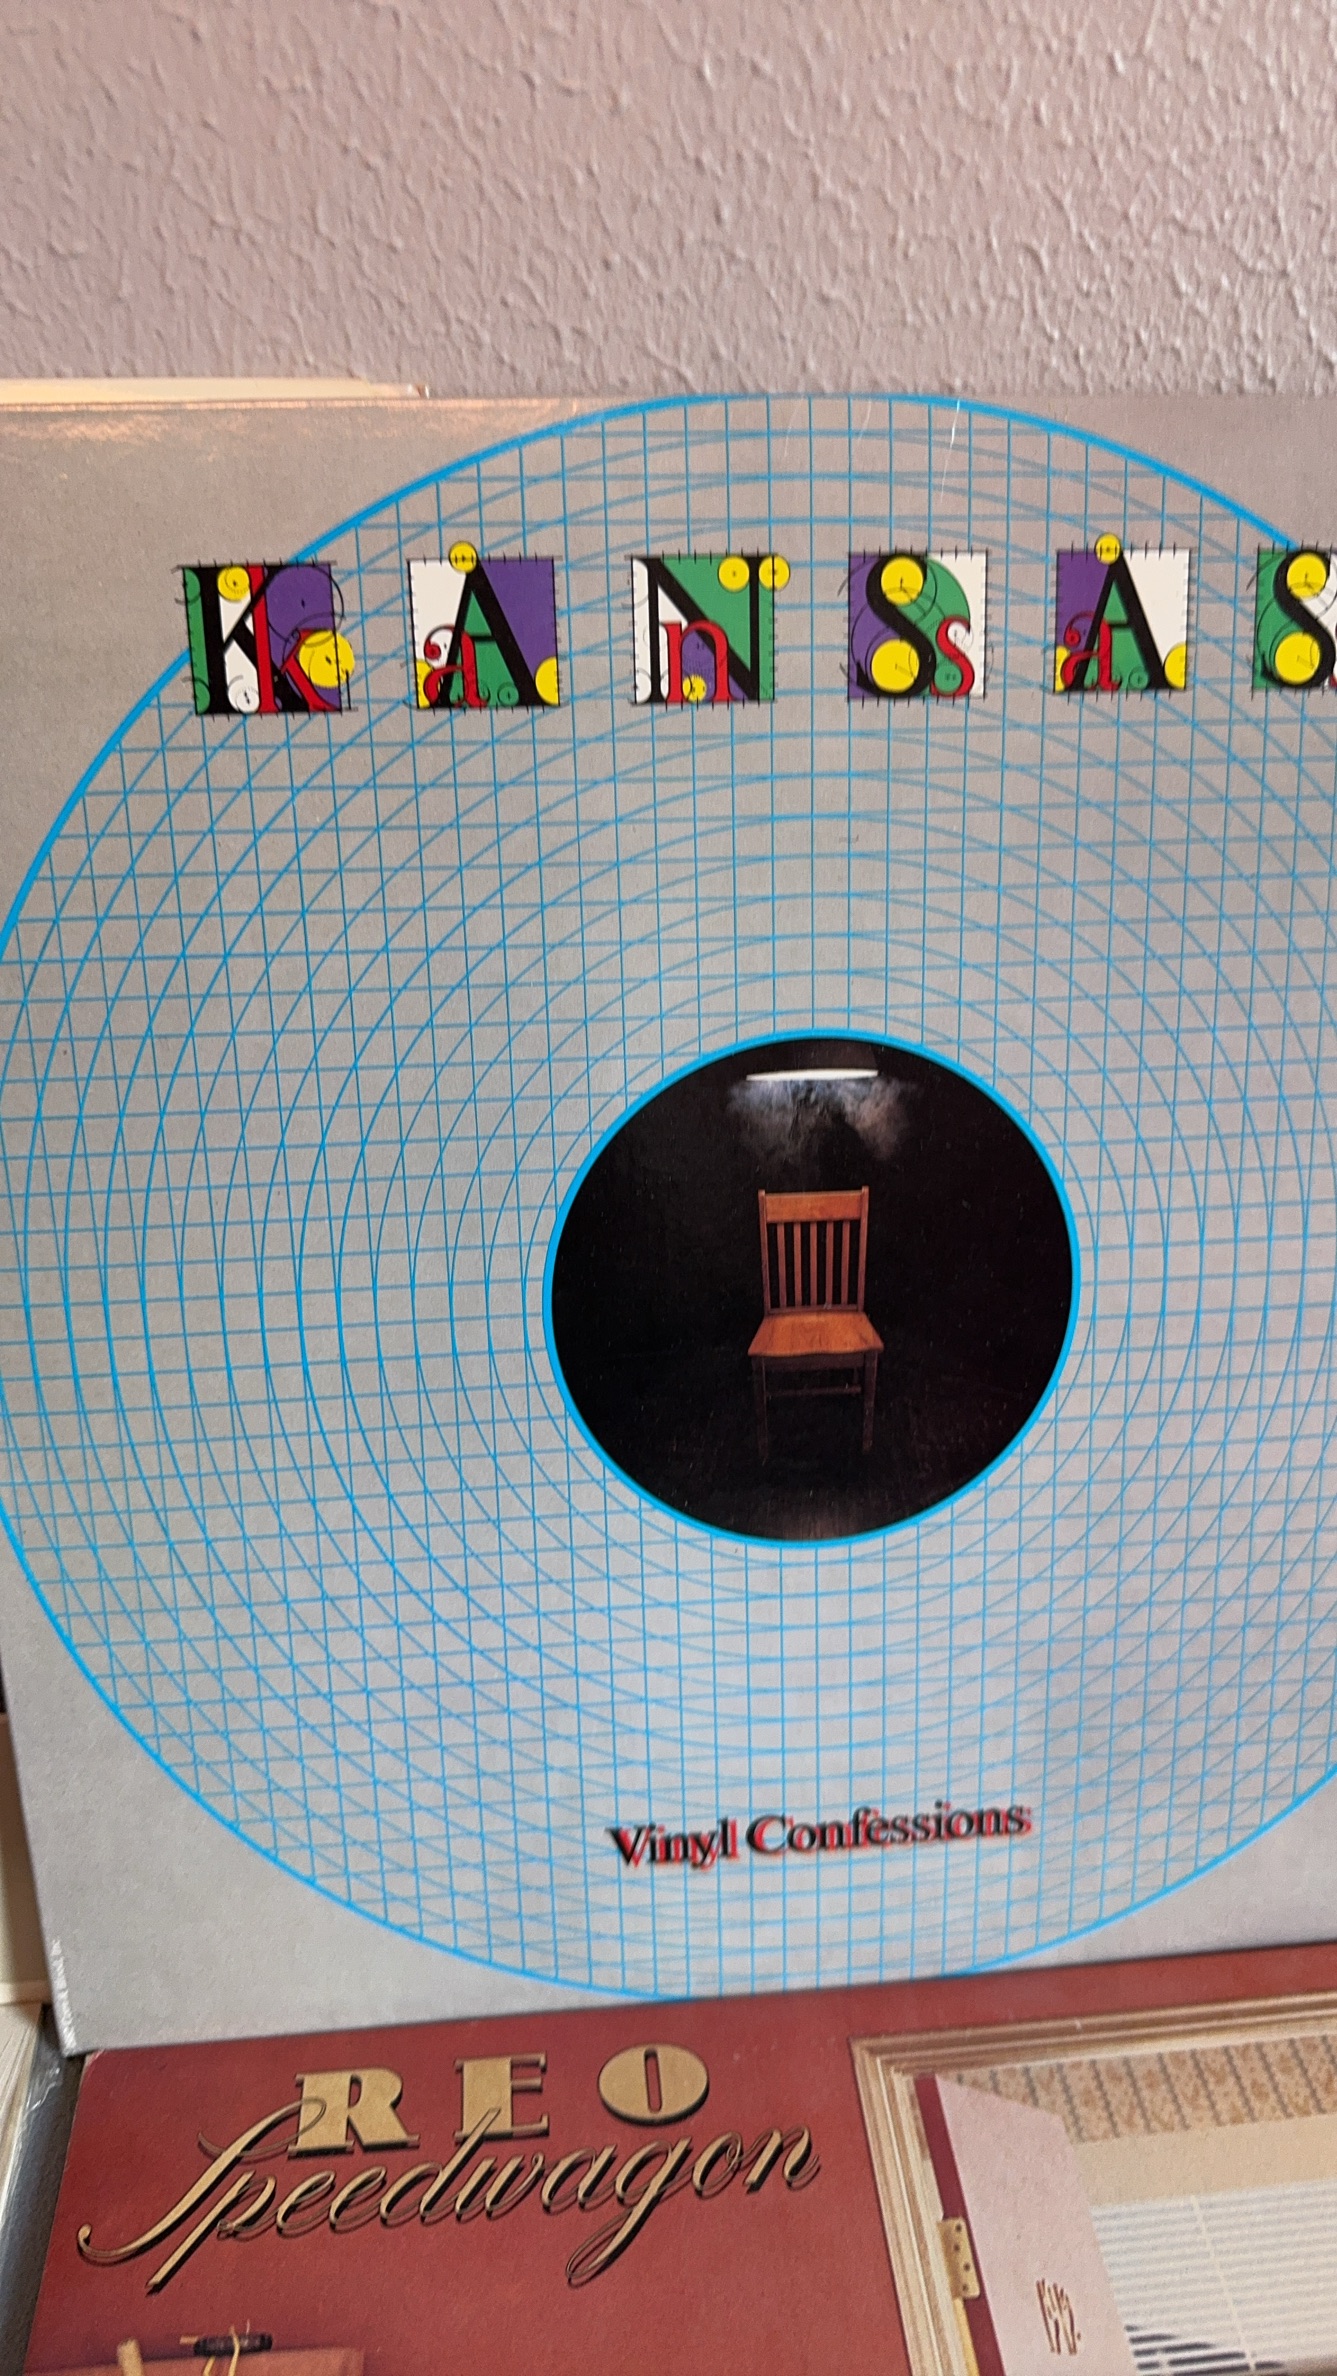 KANSAS
Vinyl Confessions
REO
Speedwagon